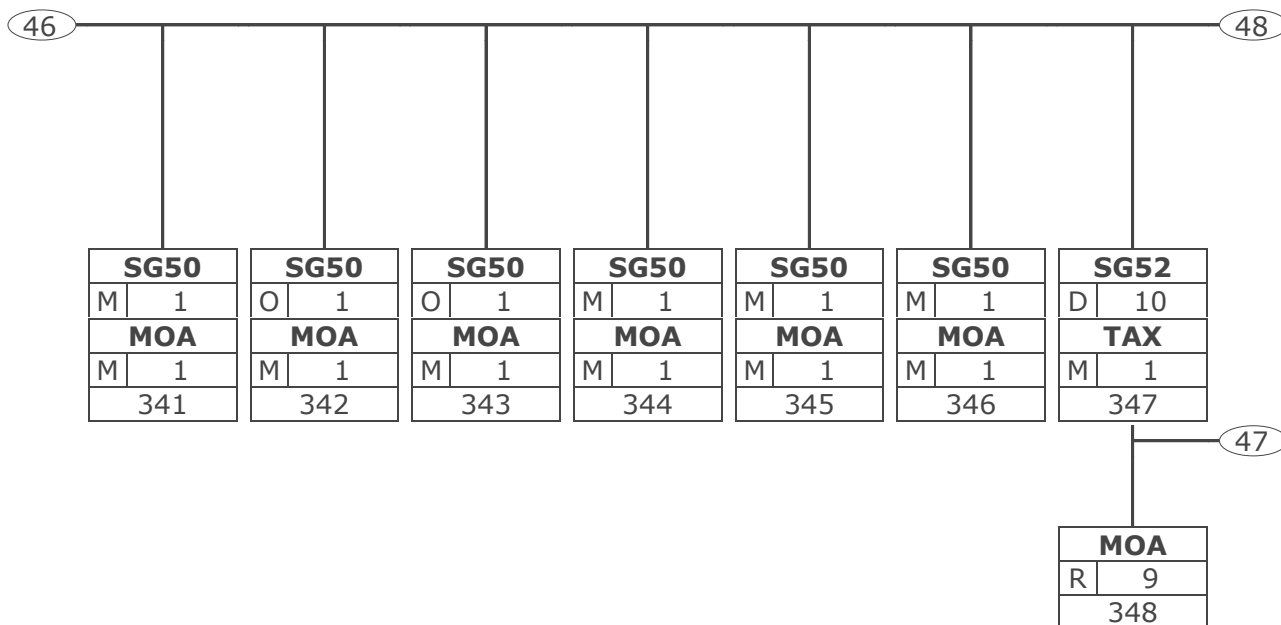 46 48
SG50 SG50 SG50 SG50 SG50 SG50 SG52
M 1 O 1 O 1 M 1 M 1 M 1 D 10
MOA MOA MOA MOA MOA MOA TAX
M 1 M 1 M 1 M 1 M 1 M 1 M 1
341 342 343 344 345 346 347
47
MOA
R 9
348